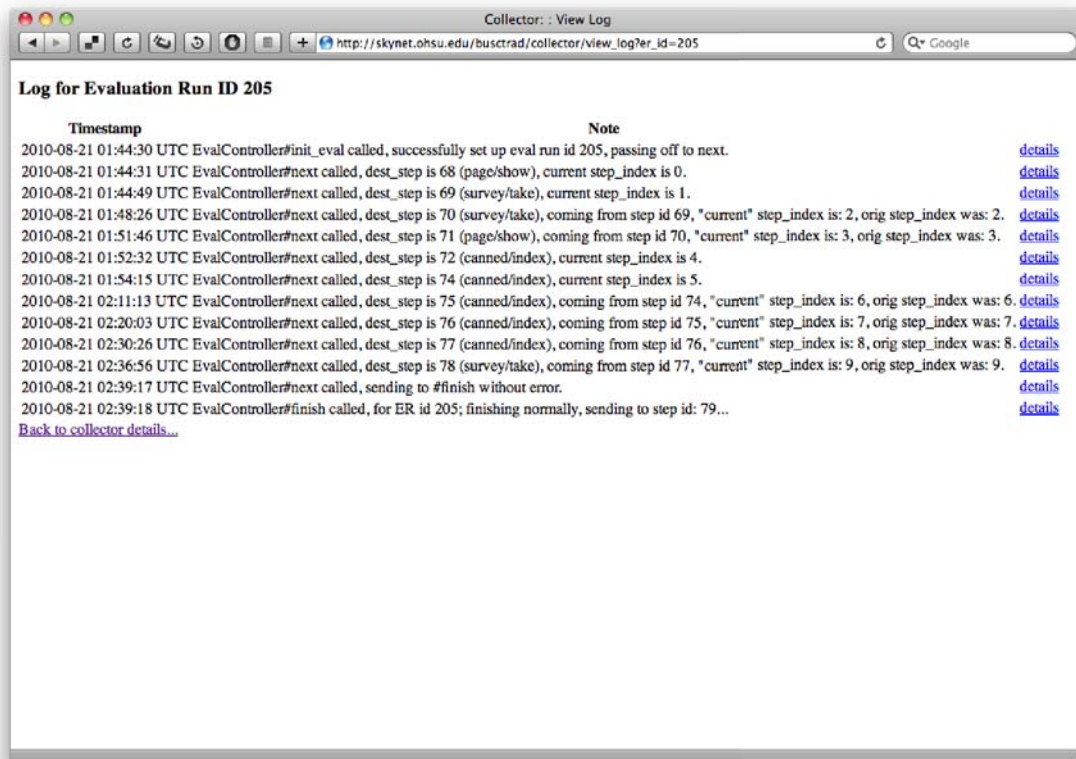 Collector: : View Log
http://skynet.ohsu.edu/busctrad/collector/view_log?er_id=205
Google
Log for Evaluation Run ID 205
Timestamp Note
2010-08-21 01:44:30 UTC EvalController#init_eval called, successfully set up eval run id 205, passing off to next. details
2010-08-21 01:44:31 UTC EvalController#next called, dest_step is 68 (page/show), current step_index is 0. details
2010-08-21 01:44:49 UTC EvalController#next called, dest_step is 69 (survey/take), current step_index is 1. details
2010-08-21 01:48:26 UTC EvalController#next called, dest_step is 70 (survey/take), coming from step id 69, "current" step_index is: 2, orig step_index was: 2. details
2010-08-21 01:51:46 UTC EvalController#next called, dest_step is 71 (page/show), coming from step id 70, "current" step_index is: 3, orig step_index was: 3. details
2010-08-21 01:52:32 UTC EvalController#next called, dest_step is 72 (canned/index), current step_index is 4. details
2010-08-21 01:54:15 UTC EvalController#next called, dest_step is 74 (canned/index), current step_index is 5. details
2010-08-21 02:11:13 UTC EvalController#next called, dest_step is 75 (canned/index), coming from step id 74, "current" step_index is: 6, orig step_index was: 6. details
2010-08-21 02:20:03 UTC EvalController#next called, dest_step is 76 (canned/index), coming from step id 75, "current" step_index is: 7, orig step_index was: 7. details
2010-08-21 02:30:26 UTC EvalController#next called, dest_step is 77 (canned/index), coming from step id 76, "current" step_index is: 8, orig step_index was: 8. details
2010-08-21 02:36:56 UTC EvalController#next called, dest_step is 78 (survey/take), coming from step id 77, "current" step_index is: 9, orig step_index was: 9. details
2010-08-21 02:39:17 UTC EvalController#next called, sending to #finish without error. details
2010-08-21 02:39:18 UTC EvalController#finish called, for ER id 205; finishing normally, sending to step id: 79... details
Back to collector details...